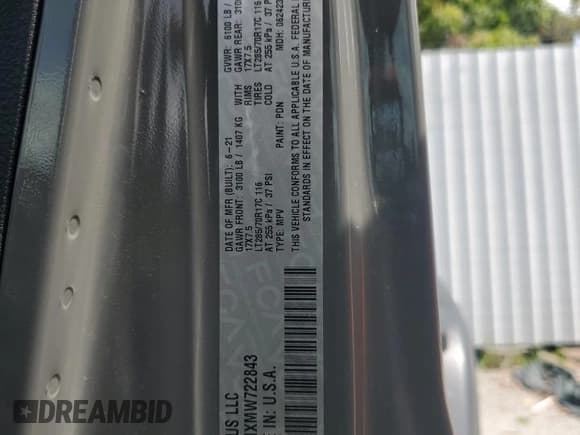 DATE OF MFR (BUILT): 6-21 GVWR: 6100 LB /
GAWR FRONT: 3100 LB / 1407 KG GAWR REAR: 310
17X7.5 WITH RIMS 17X7.5
LT285/70R17C 116 TIRES LT285/70R17C 116
AT 255 kPa / 37 PSI COLD AT 255 kPa / 37 P
TYPE: MPV PAINT: PDN MDH: 06242
THIS VEHICLE CONFORMS TO ALL APPLICABLE U.S.A. FEDERAL
STANDARDS IN EFFECT ON THE DATE OF MANUFACTUR
FCA
US LLC
XMW722843
E IN: U.S.A.
DREAMBID